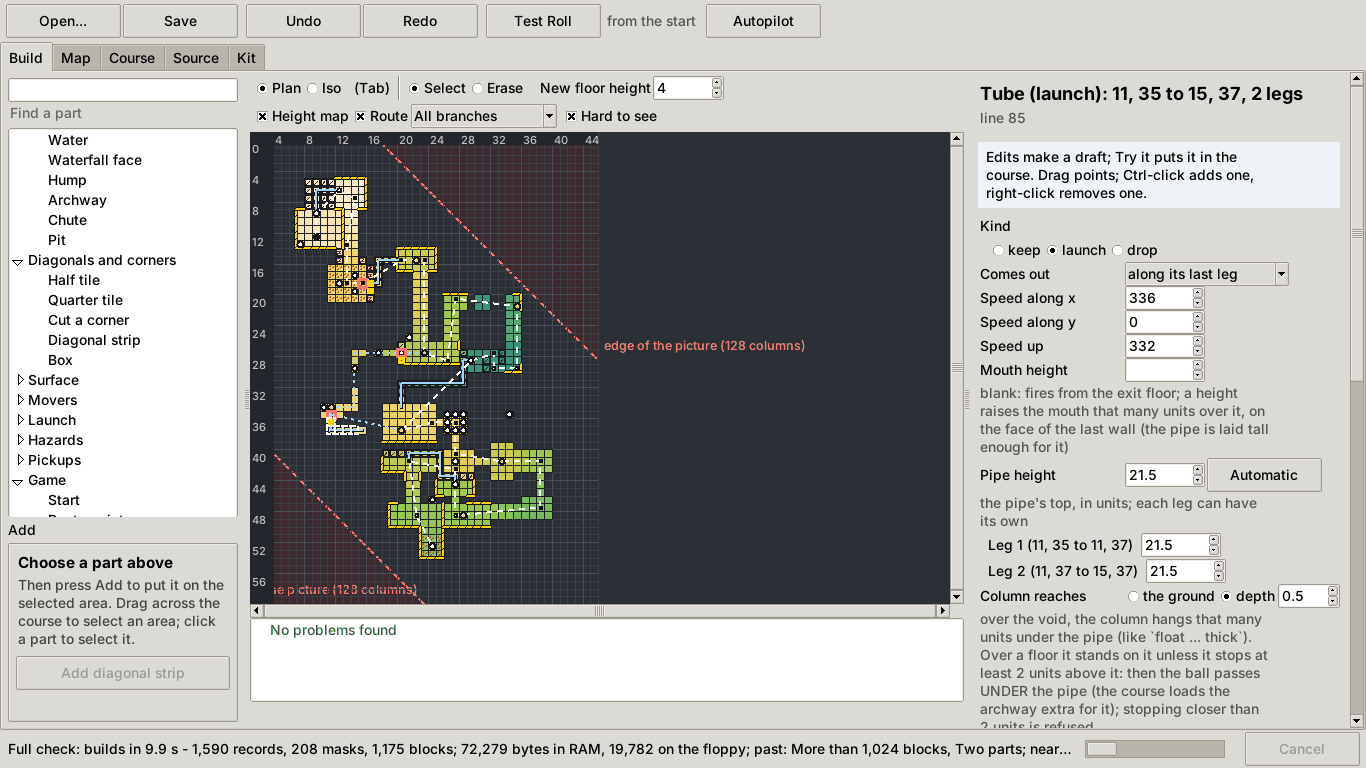 Open... Save Undo Redo Test Roll from the start Autopilot
Build Map Course Source Kit
Find a part
Water
Waterfall face
Hump
Archway
Chute
Pit
Diagonals and corners
Half tile
Quarter tile
Cut a corner
Diagonal strip
Box
Surface
Movers
Launch
Hazards
Pickups
Game
Start
Add
Choose a part above
Then press Add to put it on the
selected area. Drag across the
course to select an area; click
a part to select it.
Add diagonal strip
Plan Iso (Tab) Select Erase New floor height 4
Height map Route All branches Hard to see
4 8 12 16 20 24 28 32 36 40 44
0
4
8
12
16
20
24
28
32
36
40
44
48
52
56
edge of the picture (128 columns)
e picture (128 columns)
No problems found
Tube (launch): 11, 35 to 15, 37, 2 legs
line 85
Edits make a draft; Try it puts it in the
course. Drag points; Ctrl-click adds one,
right-click removes one.
Kind
keep launch drop
Comes out along its last leg
Speed along x 336
Speed along y 0
Speed up 332
Mouth height
blank: fires from the exit floor; a height
raises the mouth that many units over it, on
the face of the last wall (the pipe is laid tall
enough for it)
Pipe height 21.5 Automatic
the pipe's top, in units; each leg can have
its own
Leg 1 (11, 35 to 11, 37) 21.5
Leg 2 (11, 37 to 15, 37) 21.5
Column reaches the ground depth 0.5
over the void, the column hangs that many
units under the pipe (like `float ... thick`).
Over a floor it stands on it unless it stops at
least 2 units above it: then the ball passes
UNDER the pipe (the course loads the
archway extra for it); stopping closer than
2 units is refused
Full check: builds in 9.9 s - 1,590 records, 208 masks, 1,175 blocks; 72,279 bytes in RAM, 19,782 on the floppy; past: More than 1,024 blocks, Two parts; near...
Cancel